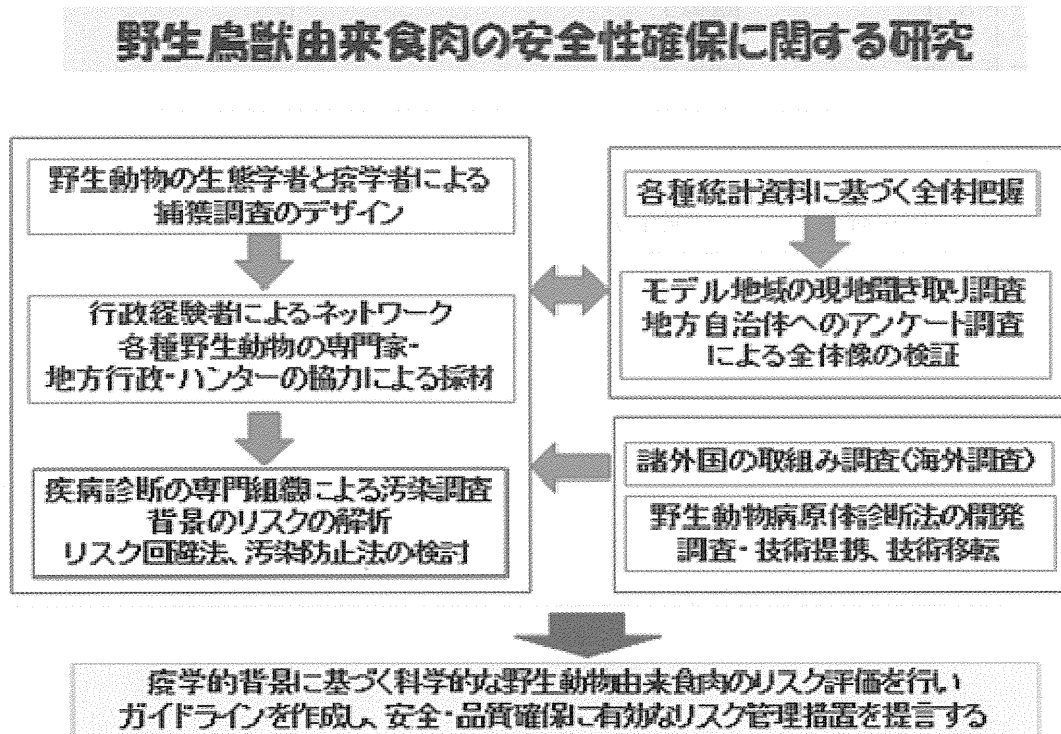 野生鳥獣由来食肉の安全性確保に関する研究
野生動物の生態学者と疫学者による
捕獲調査のデザイン
行政経験者によるネットワーク
各種野生動物の専門家・
地方行政・ハンターの協力による採材
疾病診断の専門組織による汚染調査
背景のリスクの解析
リスク回避法、汚染防止法の検討
各種統計資料に基づく全体把握
モデル地域の現地聞き取り調査
地方自治体へのアンケート調査
による全体像の検証
諸外国の取組み調査(海外調査)
野生動物病原体診断法の開発
調査・技術提携、技術移転
疫学的背景に基づく科学的な野生動物由来食肉のリスク評価を行い
ガイドラインを作成し、安全・品質確保に有効なリスク管理措置を提言する